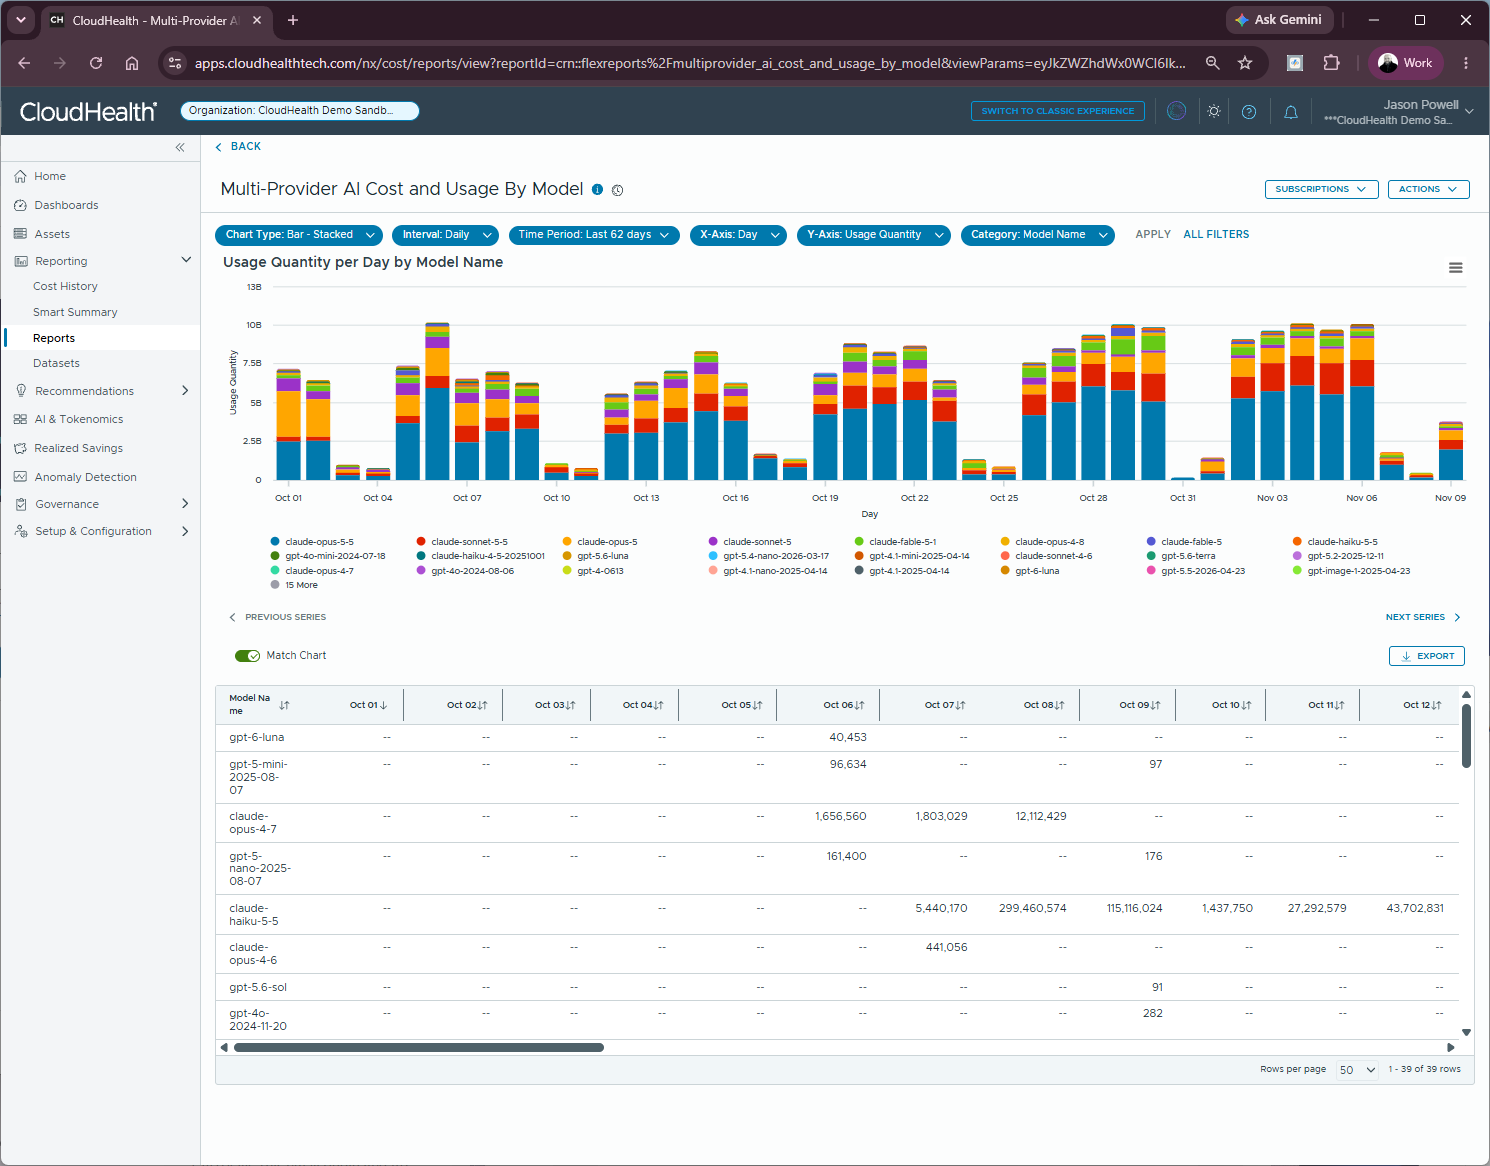 CH CloudHealth - Multi-Provider A
Ask Gemini
apps.cloudhealthtech.com/nx/cost/reports/view?reportId=crn::flexreports%2Fmultiprovider_ai_cost_and_usage_by_model&viewParams=eyJkZWZhdWx0WCI6Ik...
Work
CloudHealth
Organization: CloudHealth Demo Sandb...
SWITCH TO CLASSIC EXPERIENCE
Jason Powell
***CloudHealth Demo Sa...
Home
Dashboards
Assets
Reporting
Cost History
Smart Summary
Reports
Datasets
Recommendations
AI & Tokenomics
Realized Savings
Anomaly Detection
Governance
Setup & Configuration
BACK
Multi-Provider AI Cost and Usage By Model
SUBSCRIPTIONS
ACTIONS
Chart Type: Bar - Stacked Interval: Daily Time Period: Last 62 days X-Axis: Day Y-Axis: Usage Quantity Category: Model Name APPLY ALL FILTERS
Usage Quantity per Day by Model Name
13B
10B
7.5B
5B
2.5B
0
Usage Quantity
Oct 01 Oct 04 Oct 07 Oct 10 Oct 13 Oct 16 Oct 19 Oct 22 Oct 25 Oct 28 Oct 31 Nov 03 Nov 06 Nov 09
Day
claude-opus-5-5 claude-sonnet-5-5 claude-opus-5 claude-sonnet-5 claude-fable-5-1 claude-opus-4-8 claude-fable-5 claude-haiku-5-5
gpt-4o-mini-2024-07-18 claude-haiku-4-5-20251001 gpt-5.6-luna gpt-5.4-nano-2026-03-17 gpt-4.1-mini-2025-04-14 claude-sonnet-4-6 gpt-5.6-terra gpt-5.2-2025-12-11
claude-opus-4-7 gpt-4o-2024-08-06 gpt-4-0613 gpt-4.1-nano-2025-04-14 gpt-4.1-2025-04-14 gpt-6-luna gpt-5.5-2026-04-23 gpt-image-1-2025-04-23
15 More
PREVIOUS SERIES
NEXT SERIES
Match Chart
EXPORT
Model Na
me
Oct 01 Oct 02 Oct 03 Oct 04 Oct 05 Oct 06 Oct 07 Oct 08 Oct 09 Oct 10 Oct 11 Oct 12
gpt-6-luna -- -- -- -- -- 40,453 -- -- -- -- -- --
gpt-5-mini- -- -- -- -- -- 96,634 -- -- 97 -- -- --
2025-08-
07
claude- -- -- -- -- -- 1,656,560 1,803,029 12,112,429 -- -- -- --
opus-4-7
gpt-5- -- -- -- -- -- 161,400 -- -- 176 -- -- --
nano-2025-
08-07
claude- -- -- -- -- -- -- 5,440,170 299,460,574 115,116,024 1,437,750 27,292,579 43,702,831
haiku-5-5
claude- -- -- -- -- -- -- 441,056 -- -- -- -- --
opus-4-6
gpt-5.6-sol -- -- -- -- -- -- -- -- 91 -- -- --
gpt-4o- -- -- -- -- -- -- -- -- 282 -- -- --
2024-11-20
Rows per page 50 1 - 39 of 39 rows